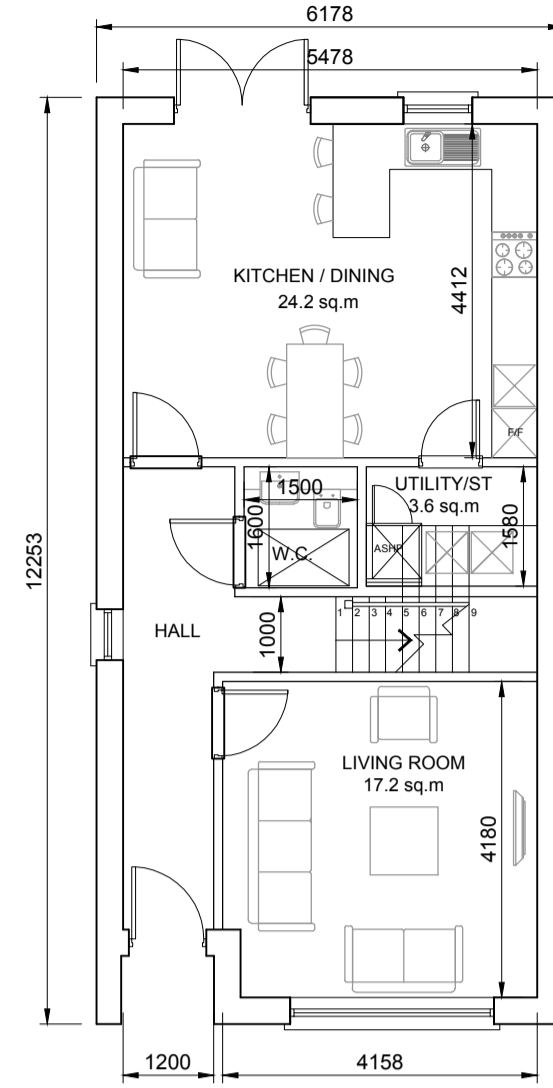 6178
5478
KITCHEN / DINING
24.2 sq.m
4412
F/F
UTILITY/ST
3.6 sq.m
1500
1600
1580
W.C.
ASHP
12253
HALL
1000
1 2 3 4 5 6 7 8 9
LIVING ROOM
17.2 sq.m
4180
1200
4158